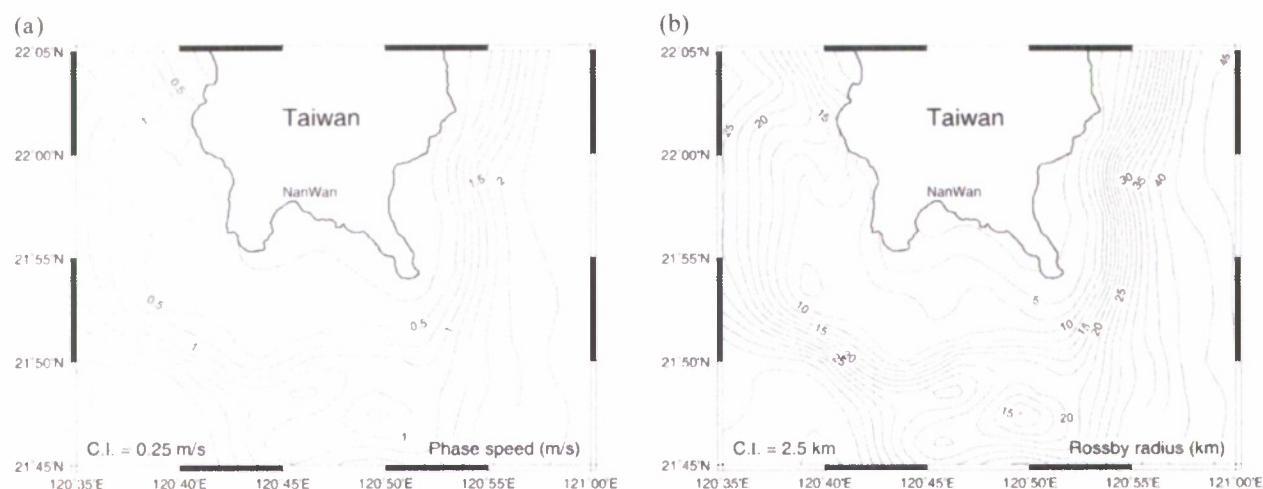 (a)
22°05'N
22°00'N
21°55'N
21°50'N
21°45'N
120°35'E 120°40'E 120°45'E 120°50'E 120°55'E 121°00'E
Taiwan
NanWan
0.5
1
1.5 2
0.5
0.5
1
1
1
C.I. = 0.25 m/s
Phase speed (m/s)
(b)
22°05'N
22°00'N
21°55'N
21°50'N
21°45'N
120°35'E 120°40'E 120°45'E 120°50'E 120°55'E 121°00'E
Taiwan
NanWan
45
25 20 15
30 35 40
5
25
10
15
10 15 20
15
20
C.I. = 2.5 km
Rossby radius (km)